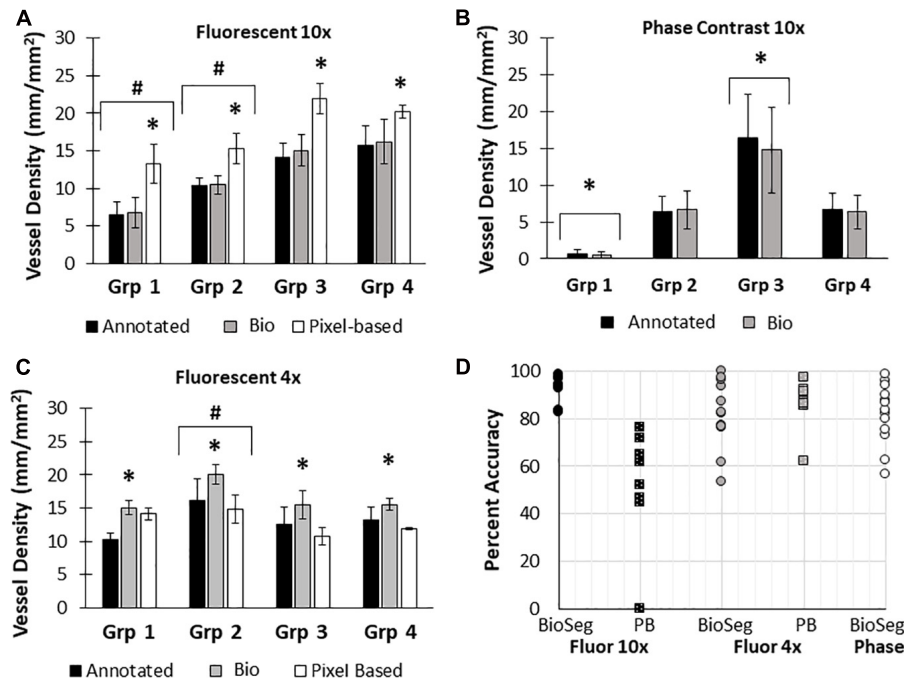 A
Fluorescent 10x
Vessel Density (mm/mm²)
30
25
20
15
10
5
0
#
#
*
*
*
*
Grp 1 Grp 2 Grp 3 Grp 4
Annotated Bio Pixel-based
B
Phase Contrast 10x
Vessel Density (mm/mm²)
30
25
20
15
10
5
0
*
*
Grp 1 Grp 2 Grp 3 Grp 4
Annotated Bio
C
Fluorescent 4x
Vessel Density (mm/mm²)
30
25
20
15
10
5
0
#
*
*
*
*
Grp 1 Grp 2 Grp 3 Grp 4
Annotated Bio Pixel Based
D
Percent Accuracy
100
80
60
40
20
0
BioSeg PB BioSeg PB BioSeg
Fluor 10x Fluor 4x Phase